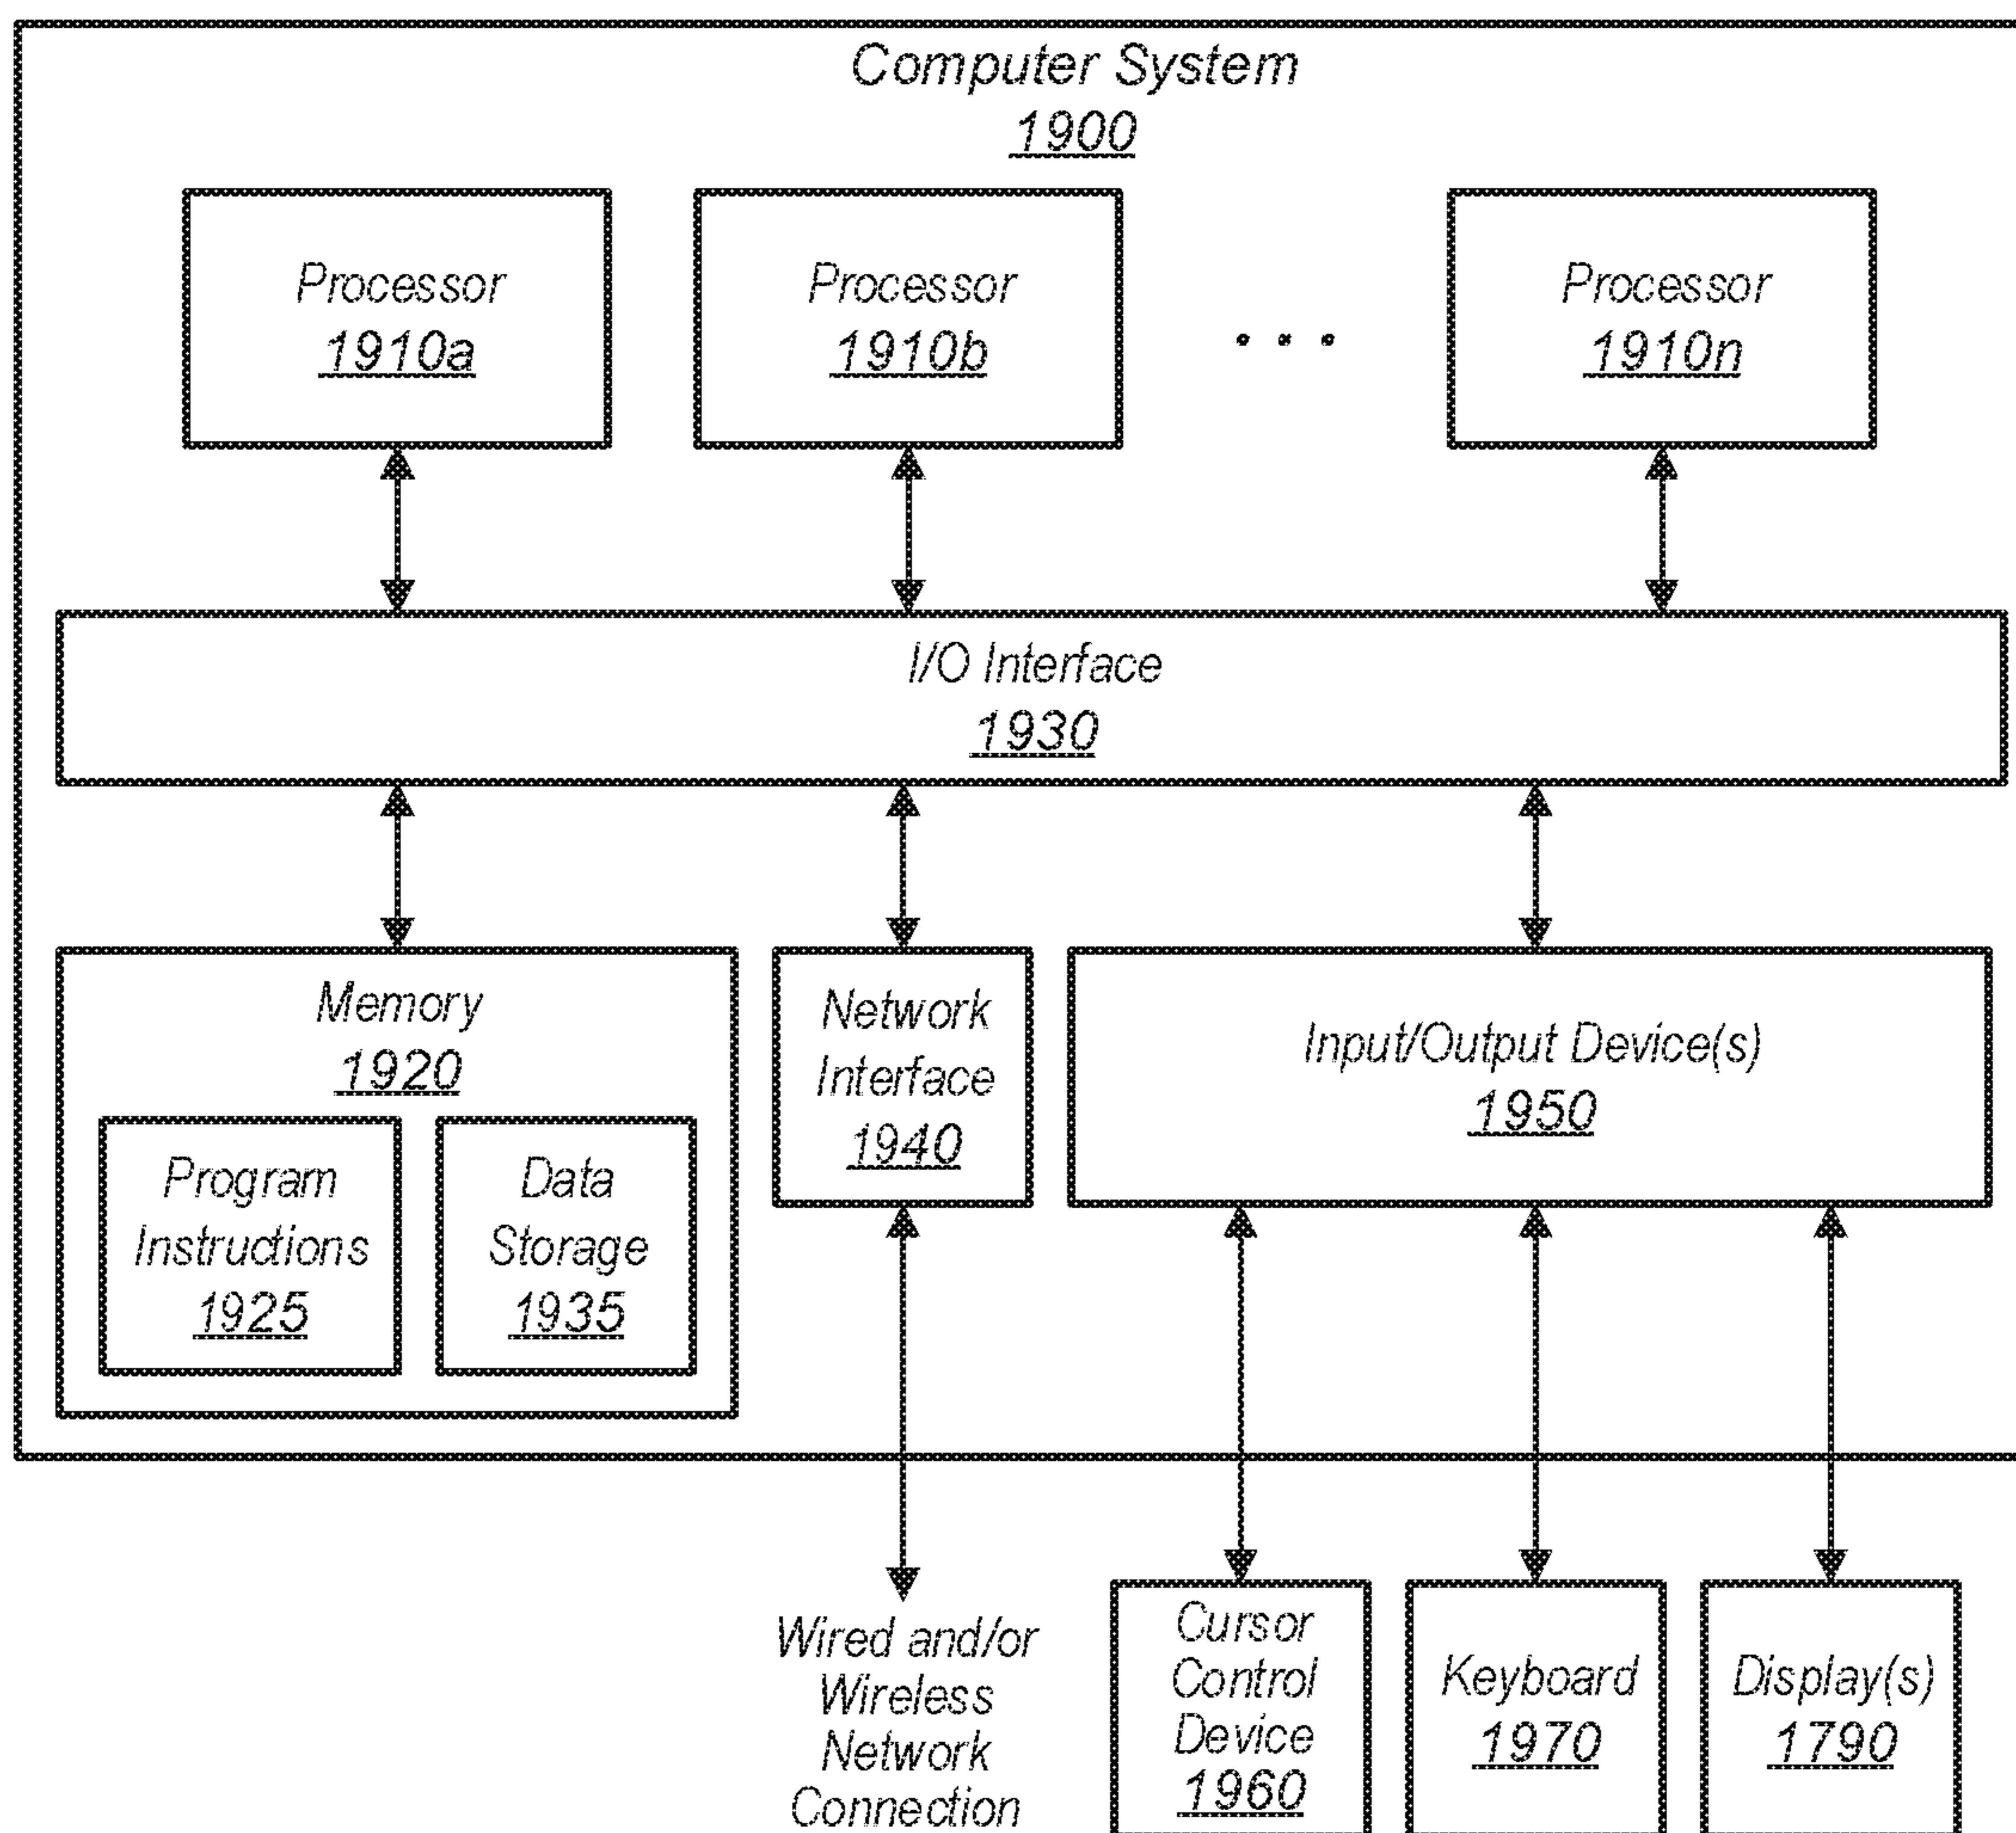 Computer System
1900
Processor
1910a
Processor
1910b
. . .
Processor
1910n
I/O Interface
1930
Memory
1920
Program
Instructions
1925
Data
Storage
1935
Network
Interface
1940
Input/Output Device(s)
1950
Wired and/or
Wireless
Network
Connection
Cursor
Control
Device
1960
Keyboard
1970
Display(s)
1790